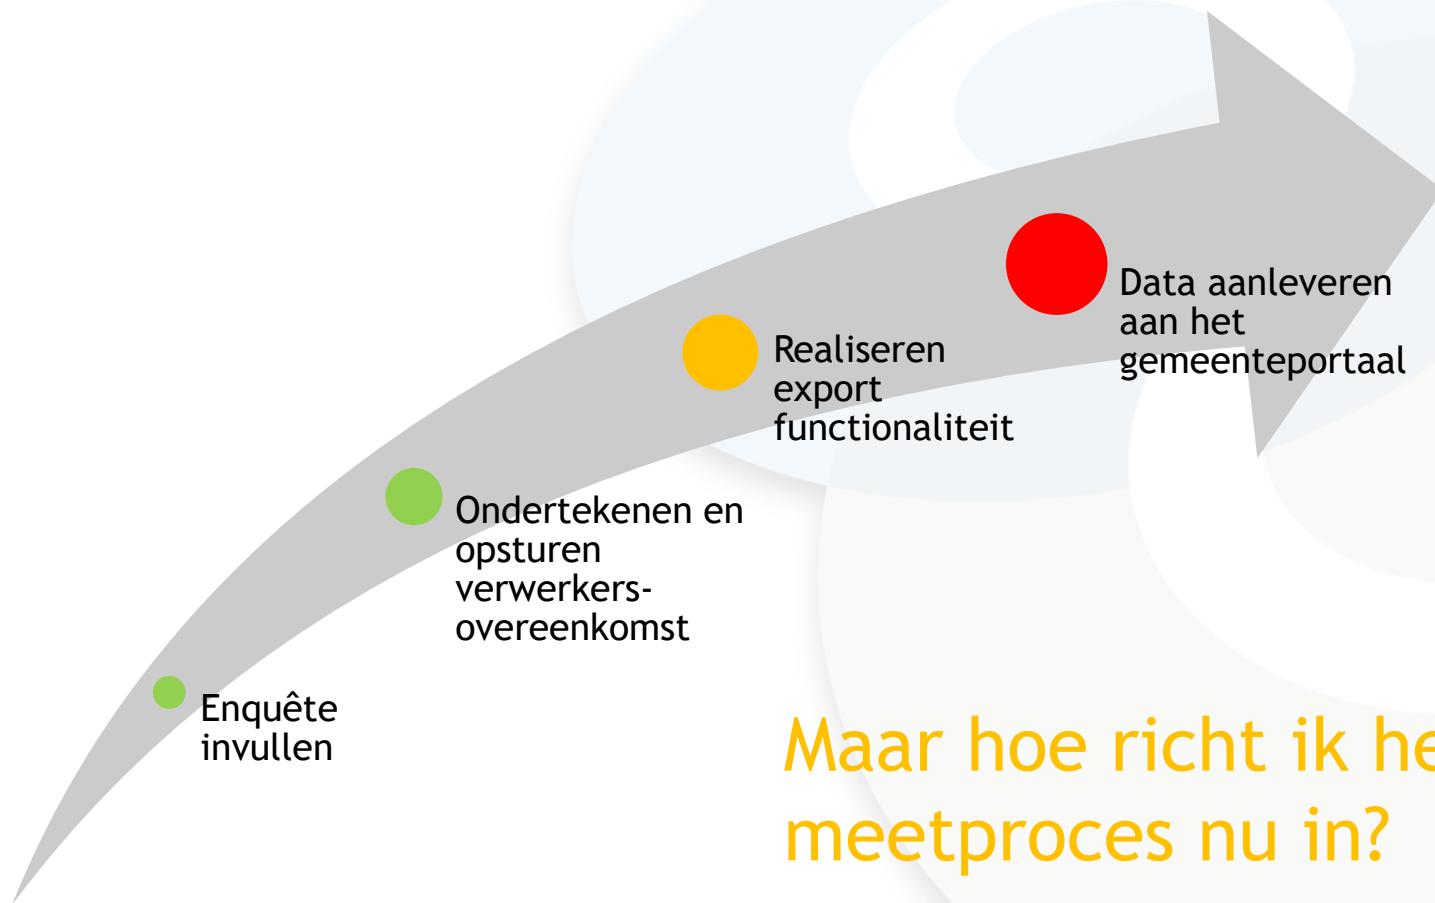 Enquête
invullen
Ondertekenen en
opsturen
verwerkers-
overeenkomst
Realiseren
export
functionaliteit
Data aanleveren
aan het
gemeenteportaal
Maar hoe richt ik he
meetproces nu in?